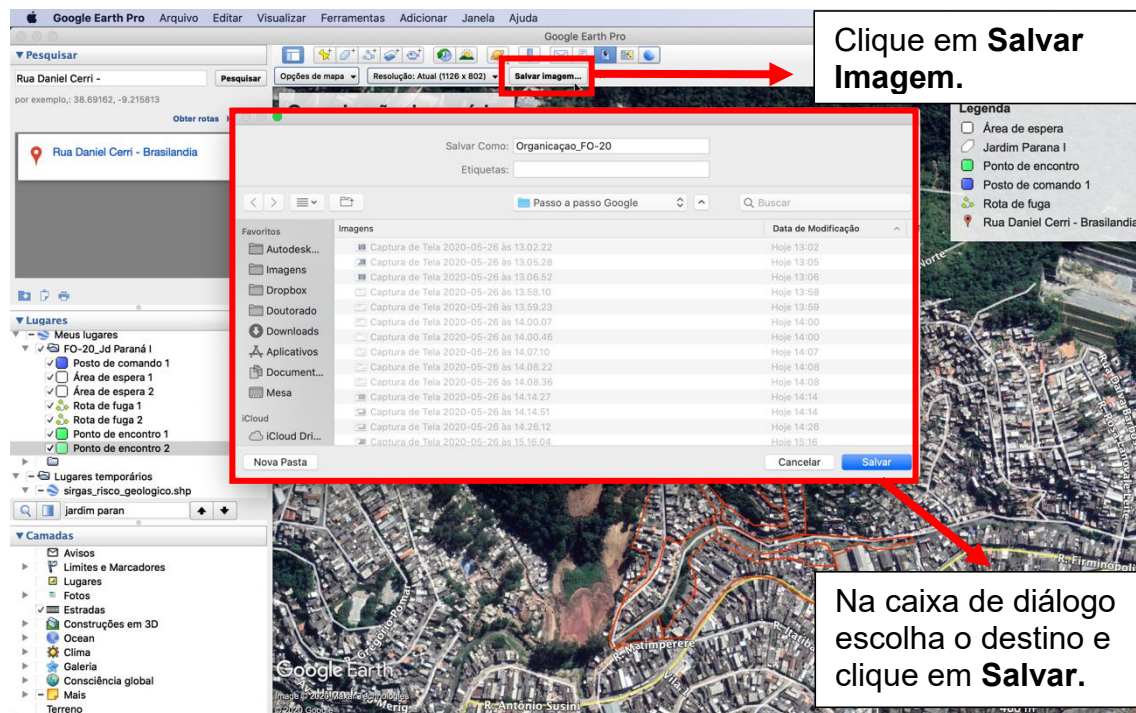 Google Earth Pro Arquivo Editar Visualizar Ferramentas Adicionar Janela Ajuda
Google Earth Pro
Pesquisar
Rua Daniel Cerri -
Pesquisar
por exemplo,: 38.69162, -9.215813
Obter rotas
Rua Daniel Cerri - Brasilandia
Opções de mapa
Resolução: Atual (1126 x 802)
Salvar imagem...
Clique em Salvar
Imagem.
Legenda
Área de espera
Jardim Parana I
Ponto de encontro
Posto de comando 1
Rota de fuga
Rua Daniel Cerri - Brasilandia
Salvar Como: Organicaçao_FO-20
Etiquetas:
Passo a passo Google
Buscar
Favoritos
Autodesk...
Imagens
Dropbox
Doutorado
Downloads
Aplicativos
Document...
Mesa
iCloud
iCloud Dri...
Imagens Data de Modificação
Captura de Tela 2020-05-26 às 13.02.22 Hoje 13:02
Captura de Tela 2020-05-26 às 13.05.28 Hoje 13:05
Captura de Tela 2020-05-26 às 13.06.52 Hoje 13:06
Captura de Tela 2020-05-26 às 13.58.10 Hoje 13:58
Captura de Tela 2020-05-26 às 13.59.23 Hoje 13:59
Captura de Tela 2020-05-26 às 14.00.07 Hoje 14:00
Captura de Tela 2020-05-26 às 14.00.46 Hoje 14:00
Captura de Tela 2020-05-26 às 14.07.10 Hoje 14:07
Captura de Tela 2020-05-26 às 14.08.22 Hoje 14:08
Captura de Tela 2020-05-26 às 14.08.36 Hoje 14:08
Captura de Tela 2020-05-26 às 14.14.27 Hoje 14:14
Captura de Tela 2020-05-26 às 14.14.51 Hoje 14:14
Captura de Tela 2020-05-26 às 14.26.12 Hoje 14:26
Captura de Tela 2020-05-26 às 15.16.04 Hoje 15:16
Nova Pasta
Cancelar
Salvar
Lugares
Meus lugares
FO-20_Jd Paraná I
Posto de comando 1
Área de espera 1
Área de espera 2
Rota de fuga 1
Rota de fuga 2
Ponto de encontro 1
Ponto de encontro 2
Lugares temporários
sirgas_risco_geologico.shp
jardim paran
Camadas
Avisos
Limites e Marcadores
Lugares
Fotos
Estradas
Construções em 3D
Ocean
Clima
Galeria
Consciência global
Mais
Terreno
Norte
R. Firminópoli
R. Matimperere
R. Antônio Susini
Google Earth
© 2020 Google
Na caixa de diálogo
escolha o destino e
clique em Salvar.